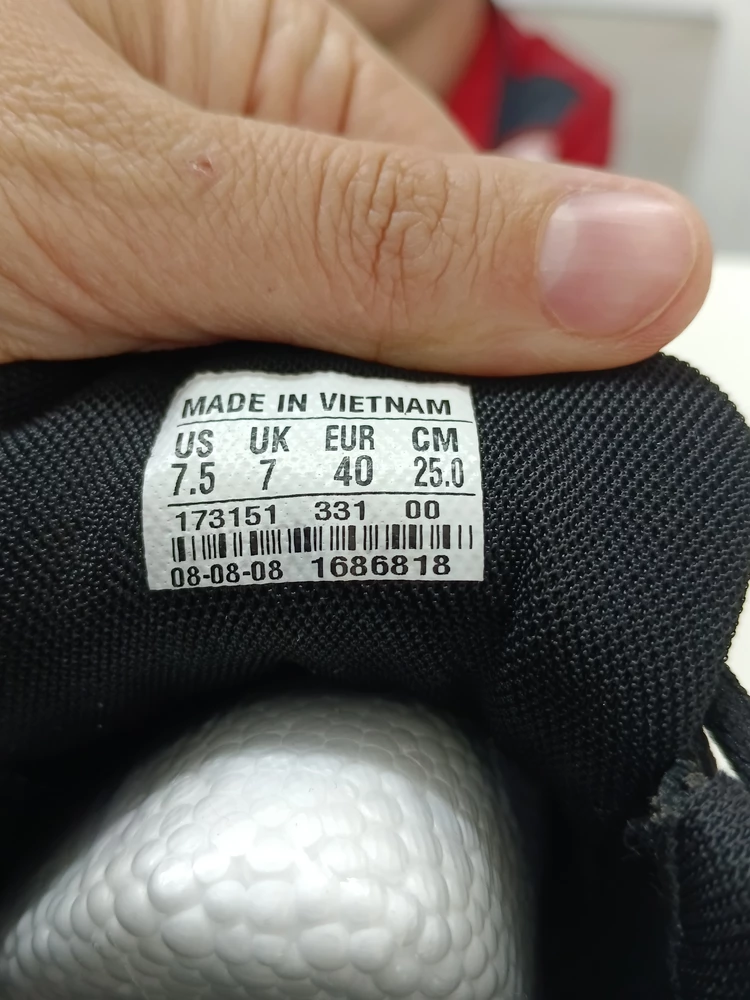 MADE IN VIETNAM
US UK EUR CM
7.5 7 40 25.0
173151 331 00
08-08-08 1686818